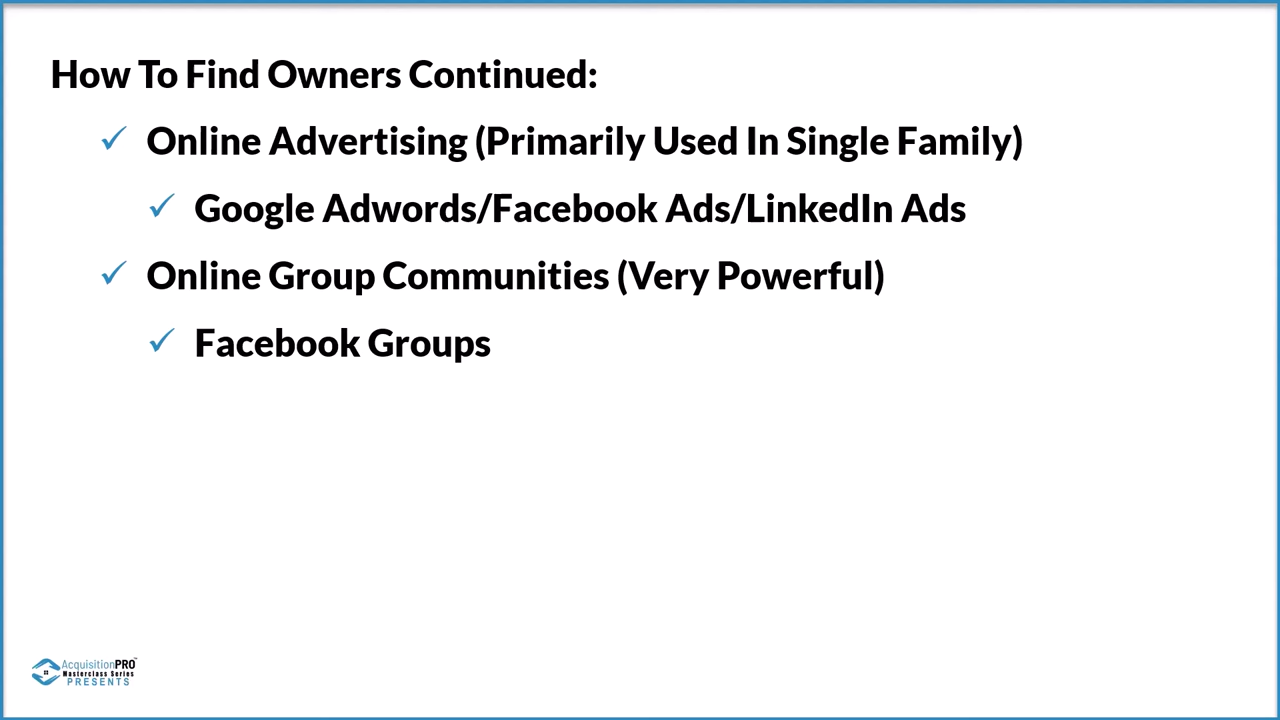 How To Find Owners Continued:
✓ Online Advertising (Primarily Used In Single Family)
✓ Google Adwords/Facebook Ads/LinkedIn Ads
✓ Online Group Communities (Very Powerful)
✓ Facebook Groups
AcquisitionPRO™
Masterclass Series
PRESENTS